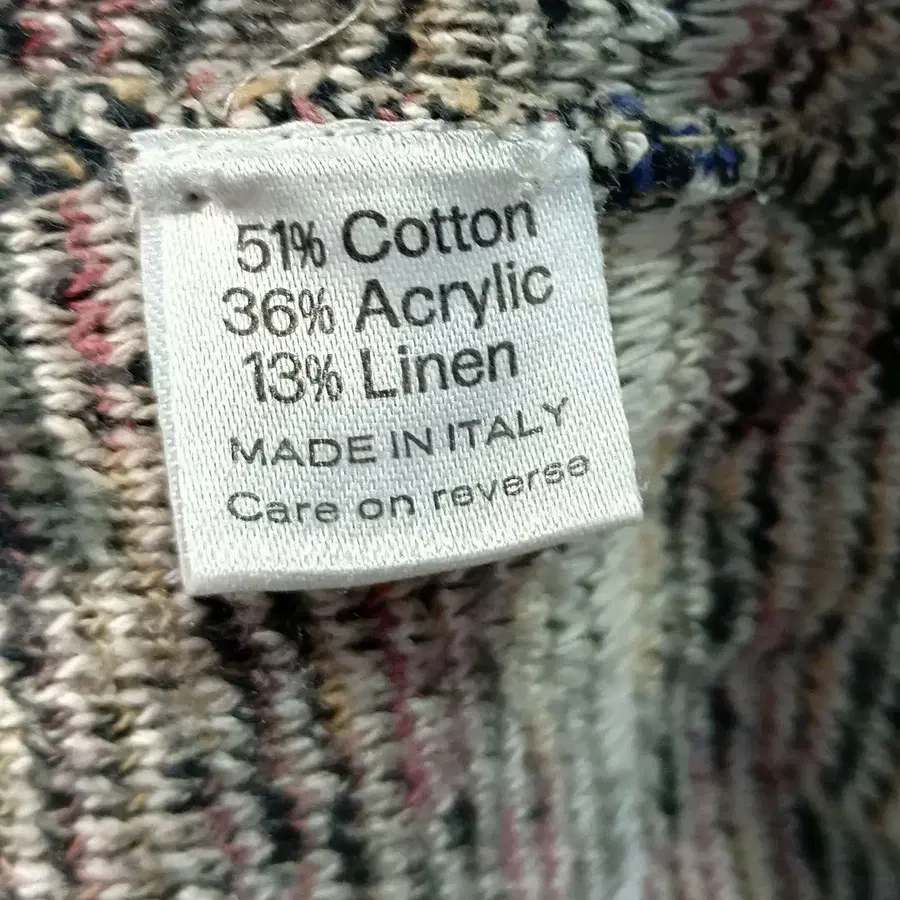 51% Cotton
36% Acrylic
13% Linen
MADE IN ITALY
Care on reverse